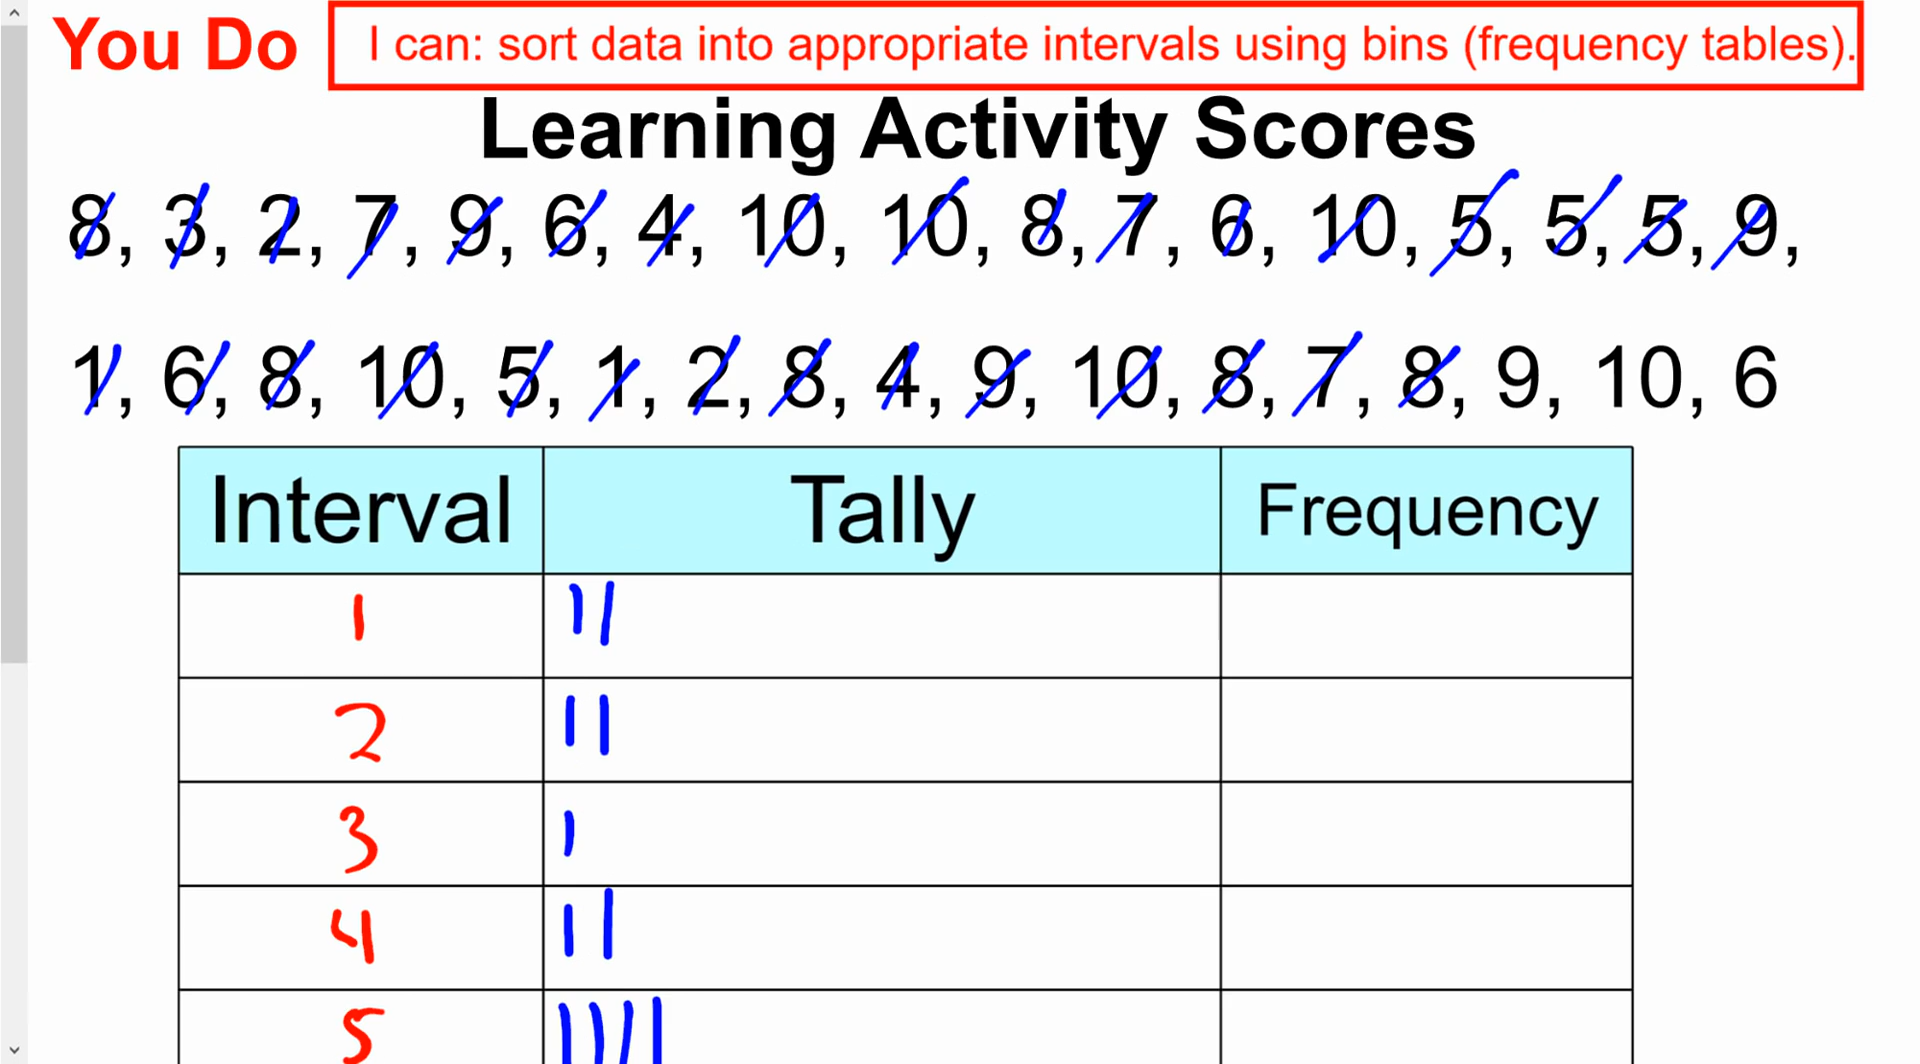 You Do
I can: sort data into appropriate intervals using bins (frequency tables).
Learning Activity Scores
8, 3, 2, 7, 9, 6, 4, 10, 10, 8, 7, 6, 10, 5, 5, 5, 9,
1, 6, 8, 10, 5, 1, 2, 8, 4, 9, 10, 8, 7, 8, 9, 10, 6
Interval Tally Frequency
1 ||
2 ||
3 |
4 ||
5 ||||